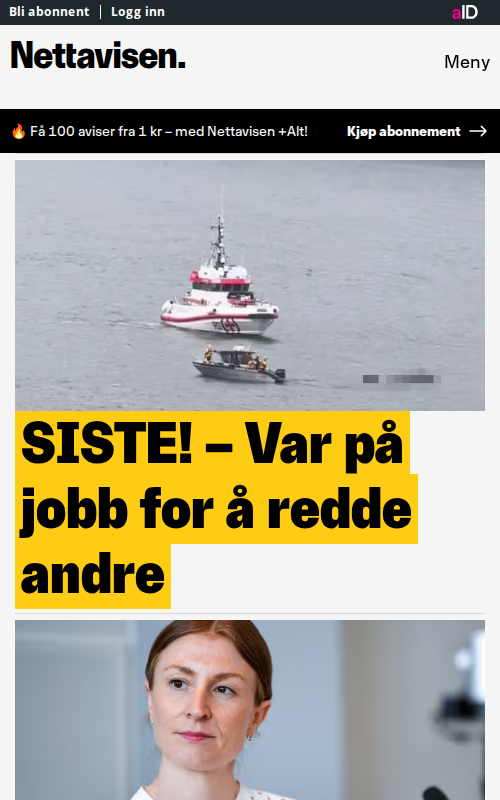 Bli abonnent
Logg inn
aID
Nettavisen.
Meny
🔥 Få 100 aviser fra 1 kr – med Nettavisen +Alt!
Kjøp abonnement →
SISTE! – Var på
jobb for å redde
andre